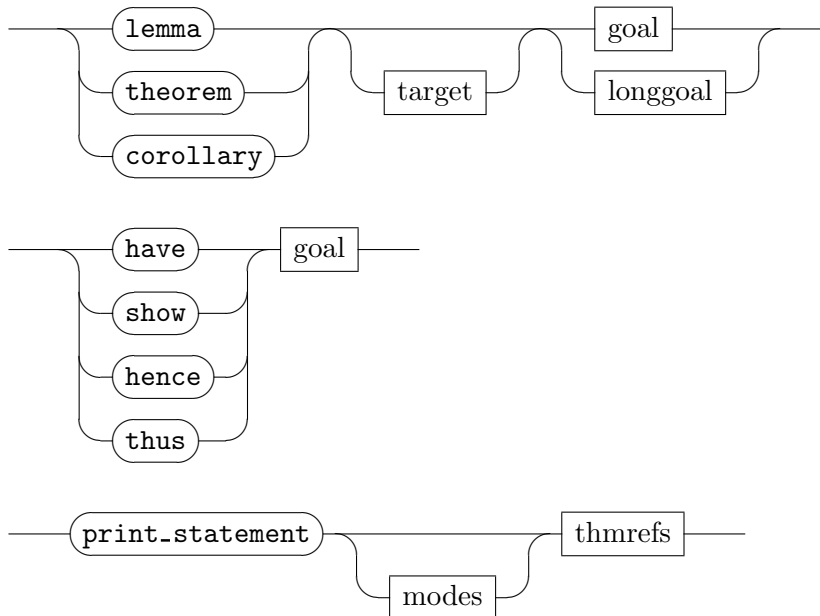 lemma goal
theorem target longgoal
corollary
have goal
show
hence
thus
print_statement thmrefs
modes